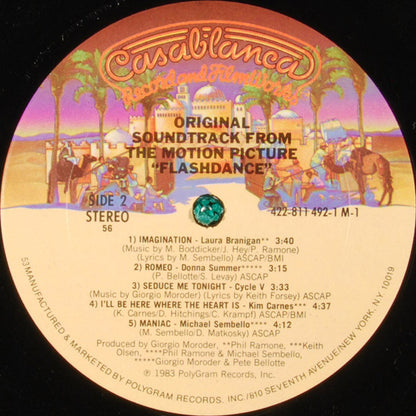 Casablanca
Record and FilmWorks
ORIGINAL
SOUNDTRACK FROM
THE MOTION PICTURE
"FLASHDANCE"
SIDE 2
STEREO
56
422-811 492-1 M-1
1 IMAGINATION - Laura Branigan** 3:40
(Music by M. Boddicker/J. Hey/P. Ramone)
(Lyrics by M. Sembello) ASCAP/BMI
2) ROMEO - Donna Summer***** 3:15
(P. Bellotte/S. Levay) ASCAP
3) SEDUCE ME TONIGHT - Cycle V 3:33
(Music by Giorgio Moroder) (Lyrics by Keith Forsey) ASCAP
4) I'LL BE HERE WHERE THE HEART IS - Kim Carnes*** 4:36
(K. Carnes/D. Hitchings/C. Krampf) ASCAP/BMI
5) MANIAC - Michael Sembello**** 4:12
(M. Sembello/D. Matkosky) ASCAP
Produced by Giorgio Moroder, **Phil Ramone, ***Keith
Olsen, ****Phil Ramone & Michael Sembello,
*****Giorgio Moroder & Pete Bellotte
℗ 1983 PolyGram Records, Inc.
53 MANUFACTURED & MARKETED BY POLYGRAM RECORDS, INC./810 SEVENTH AVENUE/NEW YORK, N.Y. 10019